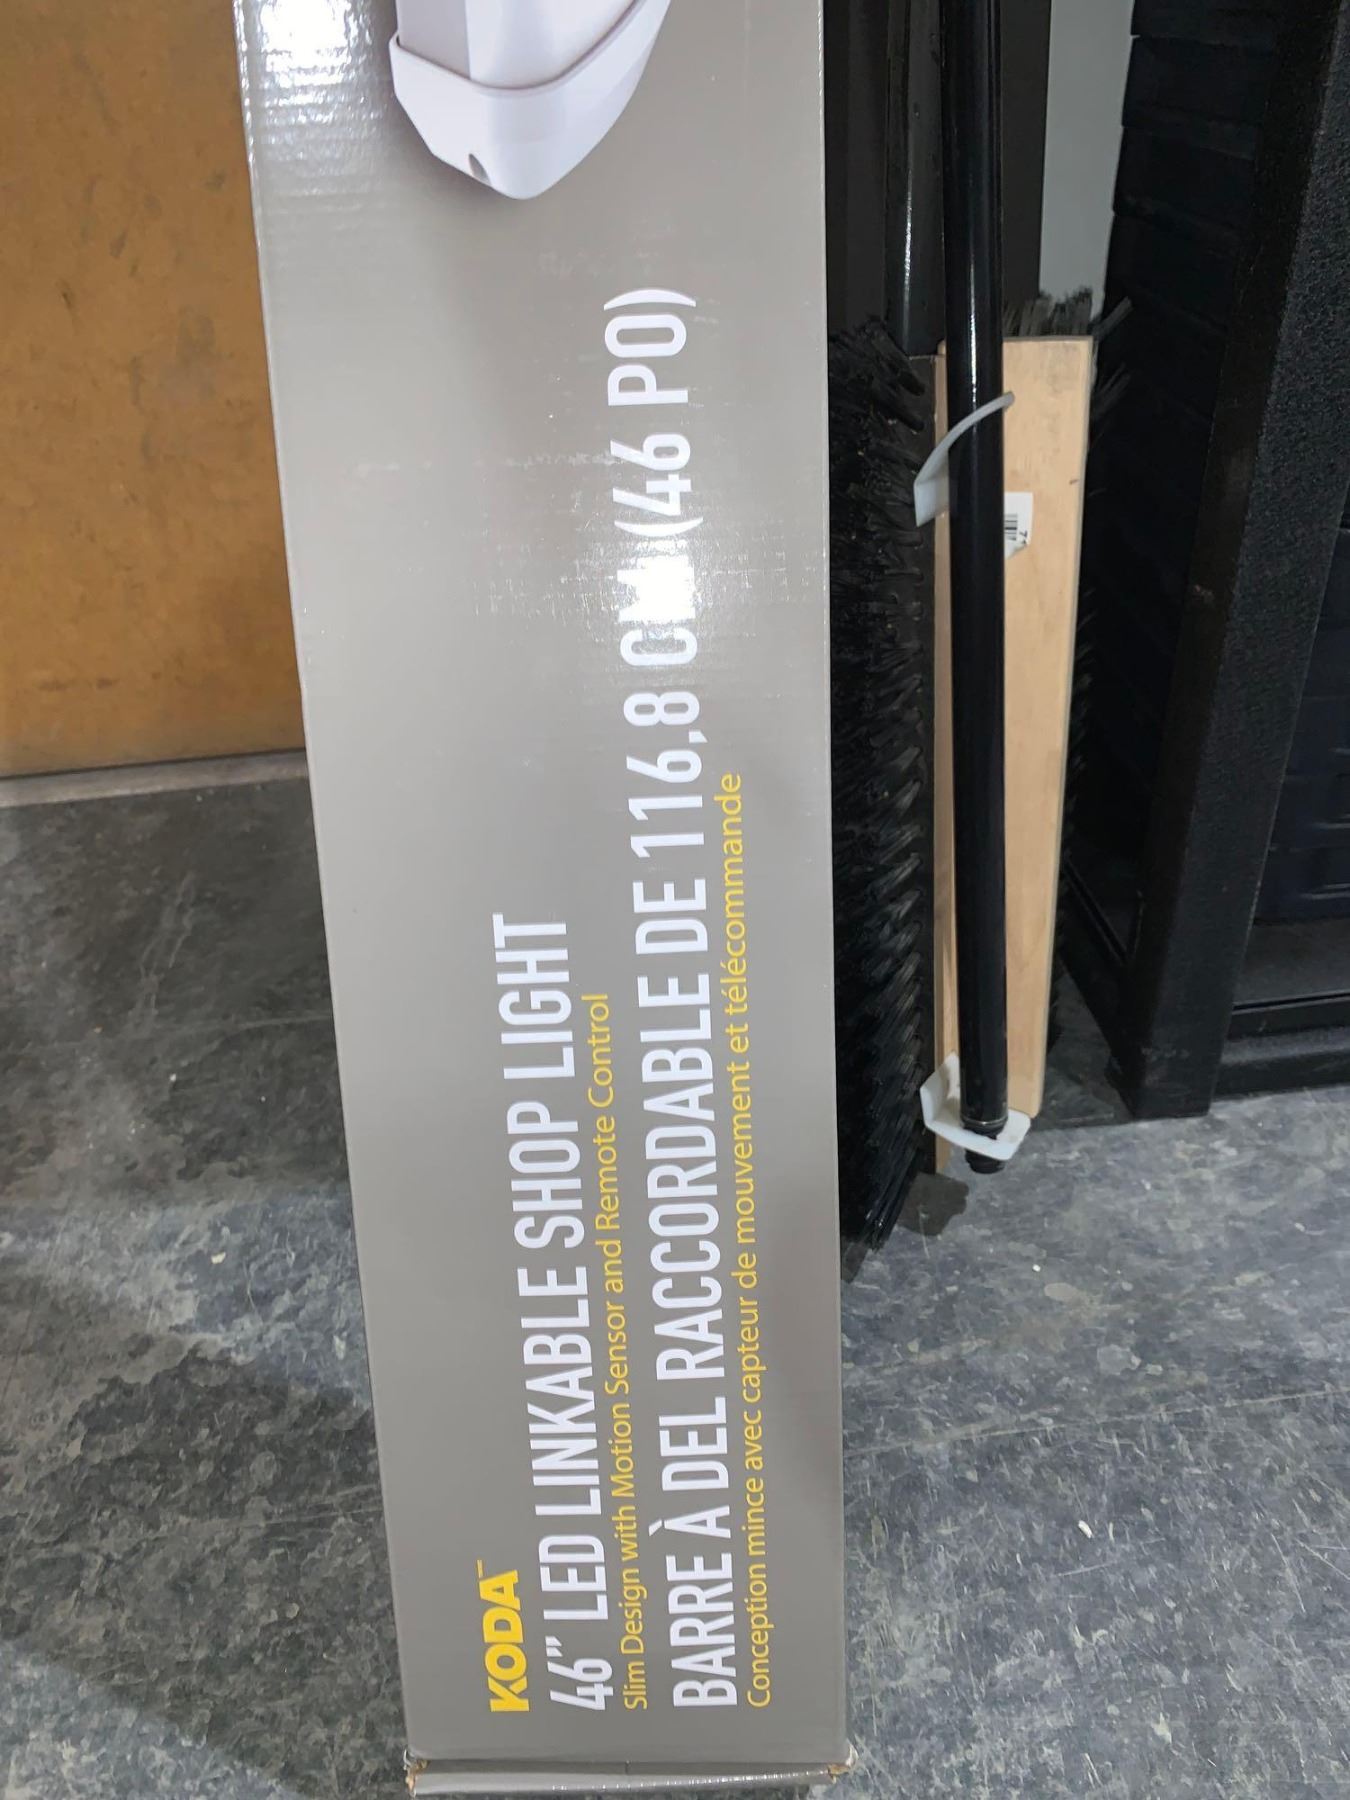 KODA™
46" LED LINKABLE SHOP LIGHT
Slim Design with Motion Sensor and Remote Control
BARRE À DEL RACCORDABLE DE 116,8 CM (46 PO)
Conception mince avec capteur de mouvement et télécommande